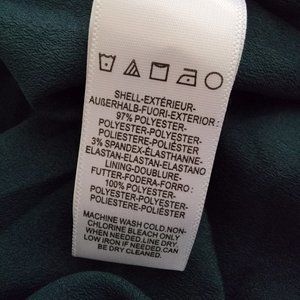 SHELL-EXTÉRIEUR-
AUßERHALB-FUORI-EXTERIOR:
97% POLYESTER-
POLYESTER-POLYESTER-
POLIESTERE-POLIÉSTER
3% SPANDEX-ÉLASTHANNE-
ELASTAN-ELASTAN-ELASTANO
LINING-DOUBLURE-
FUTTER-FODERA-FORRO:
100% POLYESTER-
POLYESTER-POLYESTER-
POLIESTERE-POLIÉSTER
MACHINE WASH COLD.NON-
CHLORINE BLEACH ONLY
WHEN NEEDED.LINE DRY.
LOW IRON IF NEEDED.CAN
BE DRY CLEAN.